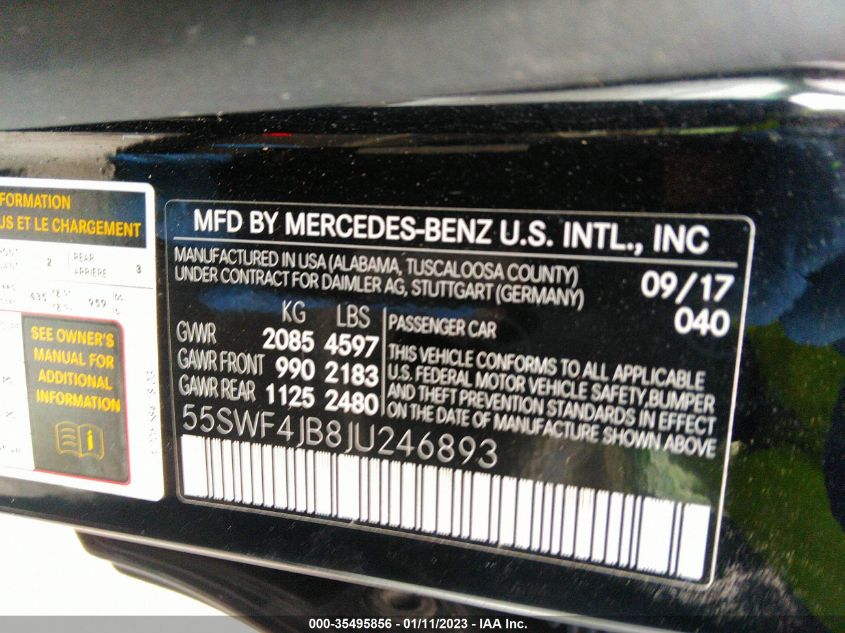 FORMATION
US ET LE CHARGEMENT
2 REAR 3
ARRIÈRE
SEE OWNER'S
MANUAL FOR
ADDITIONAL
INFORMATION
MFD BY MERCEDES-BENZ U.S. INTL., INC
MANUFACTURED IN USA (ALABAMA, TUSCALOOSA COUNTY)
UNDER CONTRACT FOR DAIMLER AG, STUTTGART (GERMANY)
09/17
040
KG LBS
GVWR 2085 4597
GAWR FRONT 990 2183
GAWR REAR 1125 2480
PASSENGER CAR
THIS VEHICLE CONFORMS TO ALL APPLICABLE
U.S. FEDERAL MOTOR VEHICLE SAFETY, BUMPER
AND THEFT PREVENTION STANDARDS IN EFFECT
ON THE DATE OF MANUFACTURE SHOWN ABOVE
55SWF4JB8JU246893
000-35495856 - 01/11/2023 - IAA Inc.